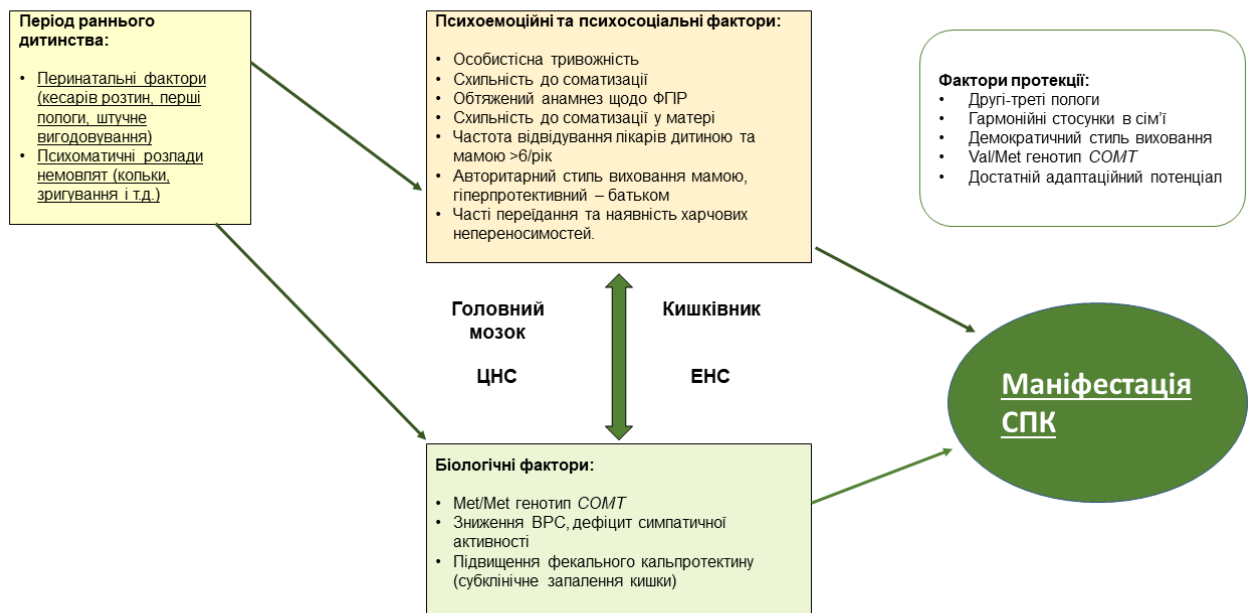 Період раннього
дитинства:
• Перинатальні фактори
(кесарів розтин, перші
пологи, штучне
вигодовування)
• Психоматичні розлади
немовлят (кольки,
зригування і т.д.)
Психоемоційні та психосоціальні фактори:
• Особистісна тривожність
• Схильність до соматизації
• Обтяжений анамнез щодо ФГІР
• Схильність до соматизації у матері
• Частота відвідування лікарів дитиною та
мамою >6/рік
• Авторитарний стиль виховання мамою,
гіперпротективний – батьком
• Часті переїдання та наявність харчових
непереносимостей.
Фактори протекції:
• Другі-треті пологи
• Гармонійні стосунки в сім’ї
• Демократичний стиль виховання
• Val/Met генотип COMT
• Достатній адаптаційний потенціал
Головний
мозок
Кишківник
ЦНС
ЕНС
Маніфестація
СПК
Біологічні фактори:
• Met/Met генотип COMT
• Зниження ВРС, дефіцит симпатичної
активності
• Підвищення фекального кальпротектину
(субклінічне запалення кишки)